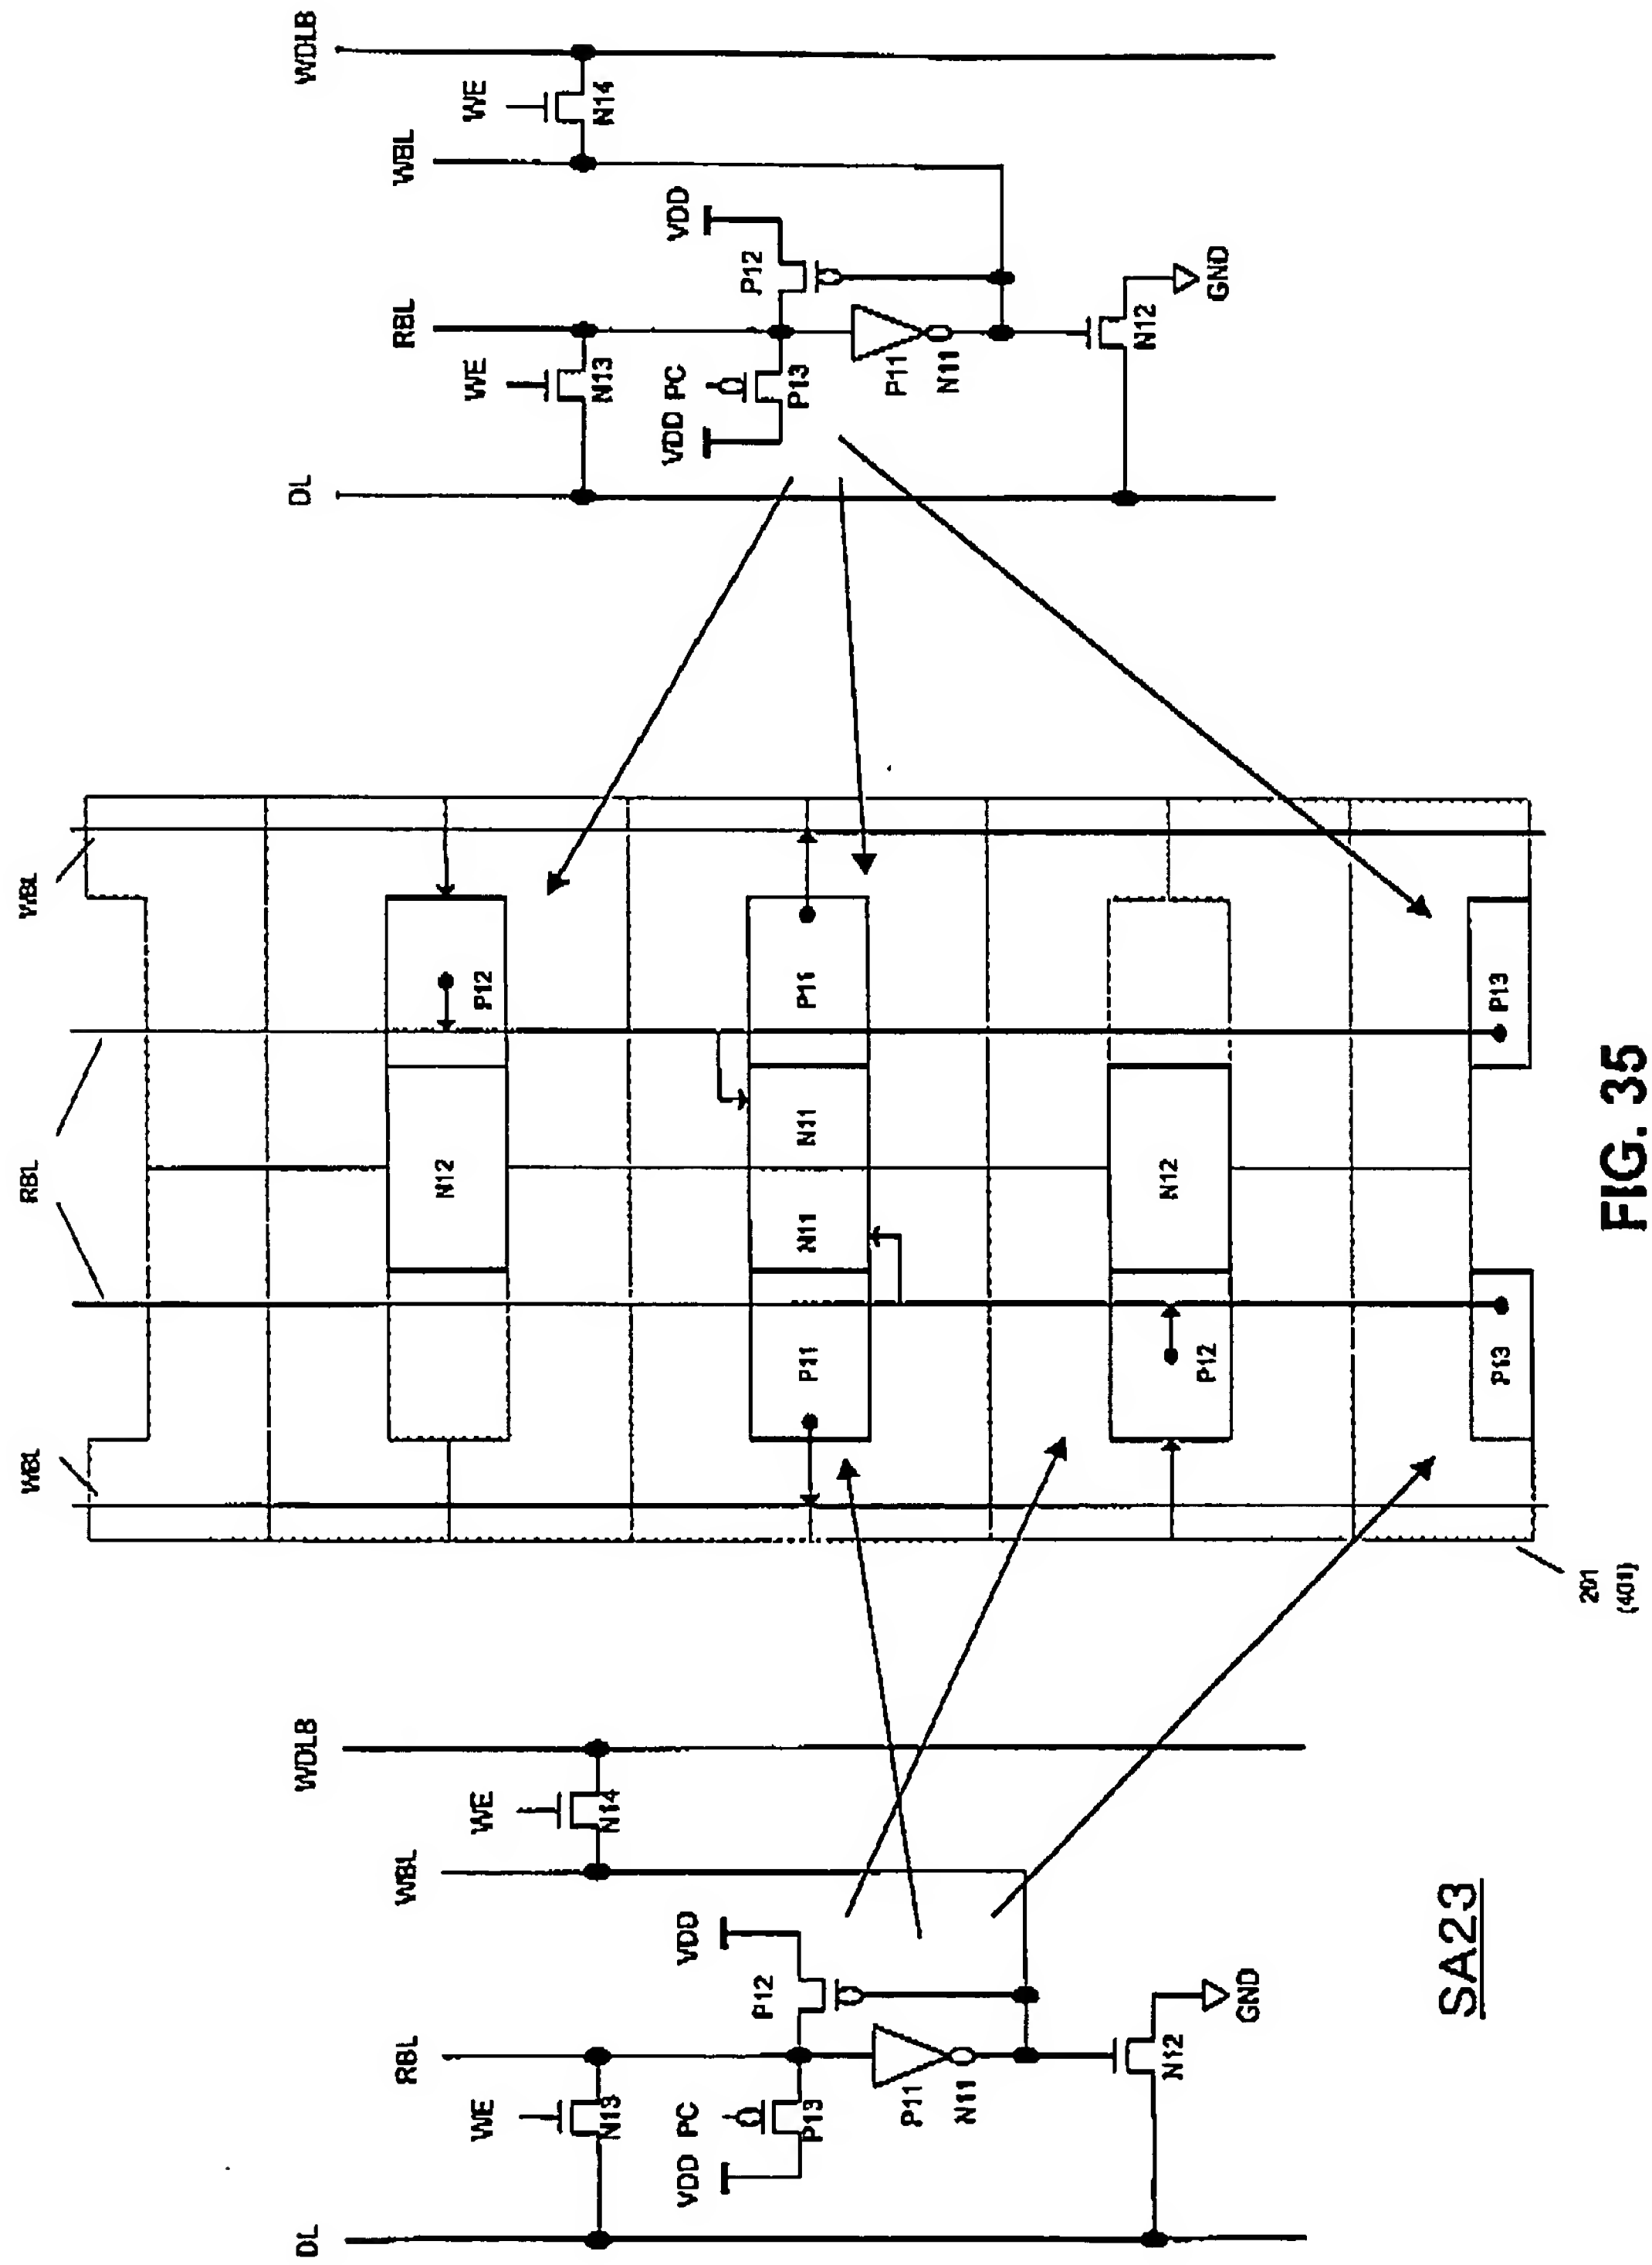 DL
RBL
WBL
WDLB
WE
N13
WE
N14
VDD PC
P13
P12
VDD
P11
N11
N12
GND
SA23
WBL
RBL
WBL
P12
N12
P11
N11
N11
P11
P12
N12
P13
P13
201
(401)
DL
RBL
WBL
WDLB
WE
N13
WE
N14
VDD PC
P13
P12
VDD
P11
N11
N12
GND
FIG. 35